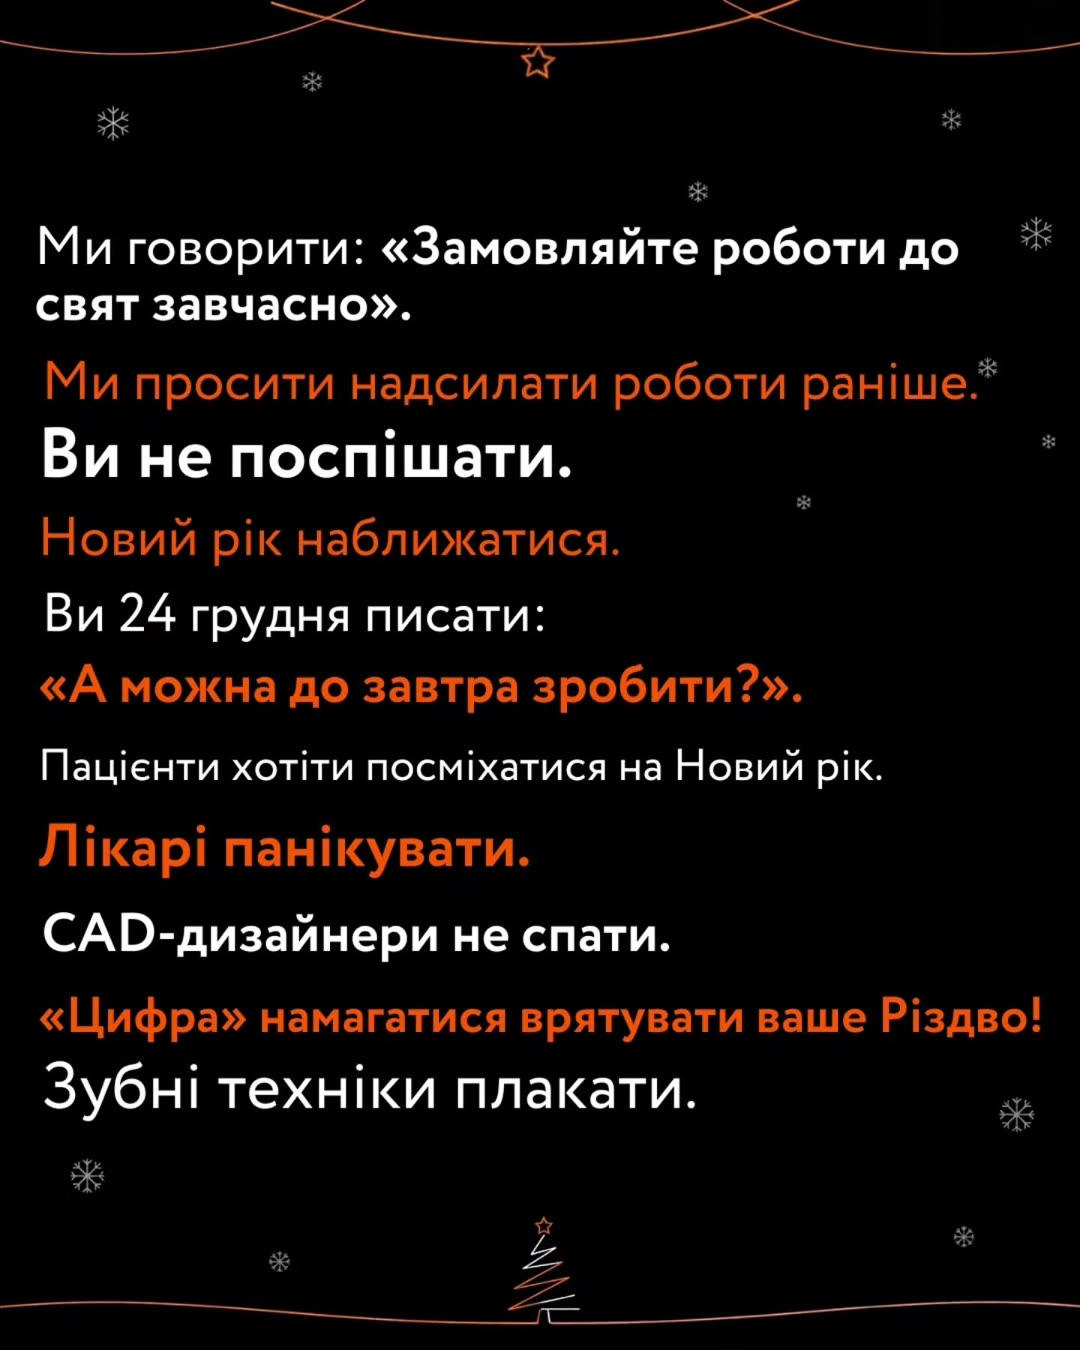 Ми говорити: «Замовляйте роботи до
свят завчасно».
Ми просити надсилати роботи раніше.
Ви не поспішати.
Новий рік наближатися.
Ви 24 грудня писати:
«А можна до завтра зробити?».
Пацієнти хотіти посміхатися на Новий рік.
Лікарі панікувати.
CAD-дизайнери не спати.
«Цифра» намагатися врятувати ваше Різдво!
Зубні техніки плакати.